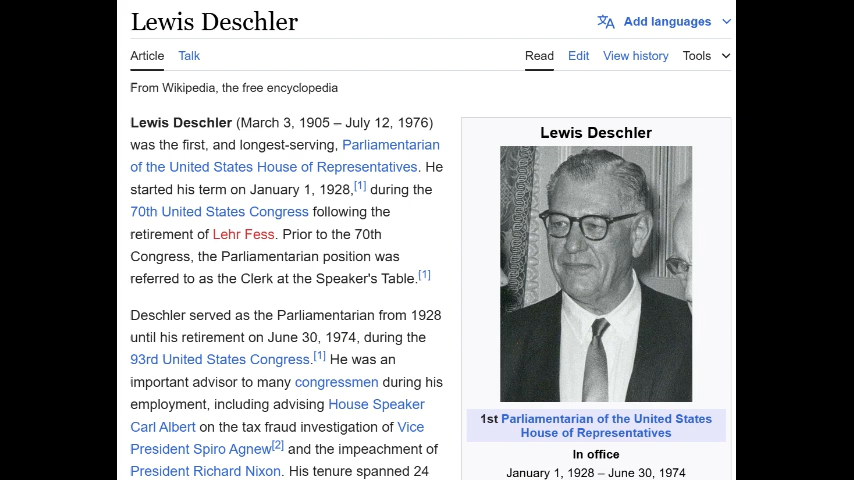 Lewis Deschler
Add languages
Article Talk
Read Edit View history Tools
From Wikipedia, the free encyclopedia
Lewis Deschler (March 3, 1905 – July 12, 1976)
was the first, and longest-serving, Parliamentarian
of the United States House of Representatives. He
started his term on January 1, 1928,[1] during the
70th United States Congress following the
retirement of Lehr Fess. Prior to the 70th
Congress, the Parliamentarian position was
referred to as the Clerk at the Speaker's Table.[1]
Deschler served as the Parliamentarian from 1928
until his retirement on June 30, 1974, during the
93rd United States Congress.[1] He was an
important advisor to many congressmen during his
employment, including advising House Speaker
Carl Albert on the tax fraud investigation of Vice
President Spiro Agnew[2] and the impeachment of
President Richard Nixon. His tenure spanned 24
Lewis Deschler
1st Parliamentarian of the United States
House of Representatives
In office
January 1, 1928 – June 30, 1974